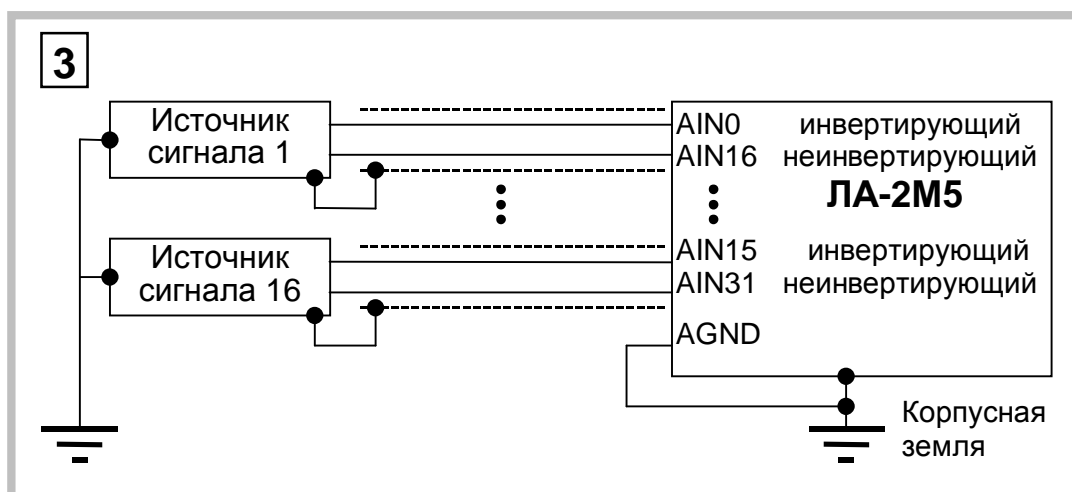 3
Источник
сигнала 1
AIN0 инвертирующий
AIN16 неинвертирующий
ЛА-2М5
Источник
сигнала 16
AIN15 инвертирующий
AIN31 неинвертирующий
AGND
Корпусная
земля